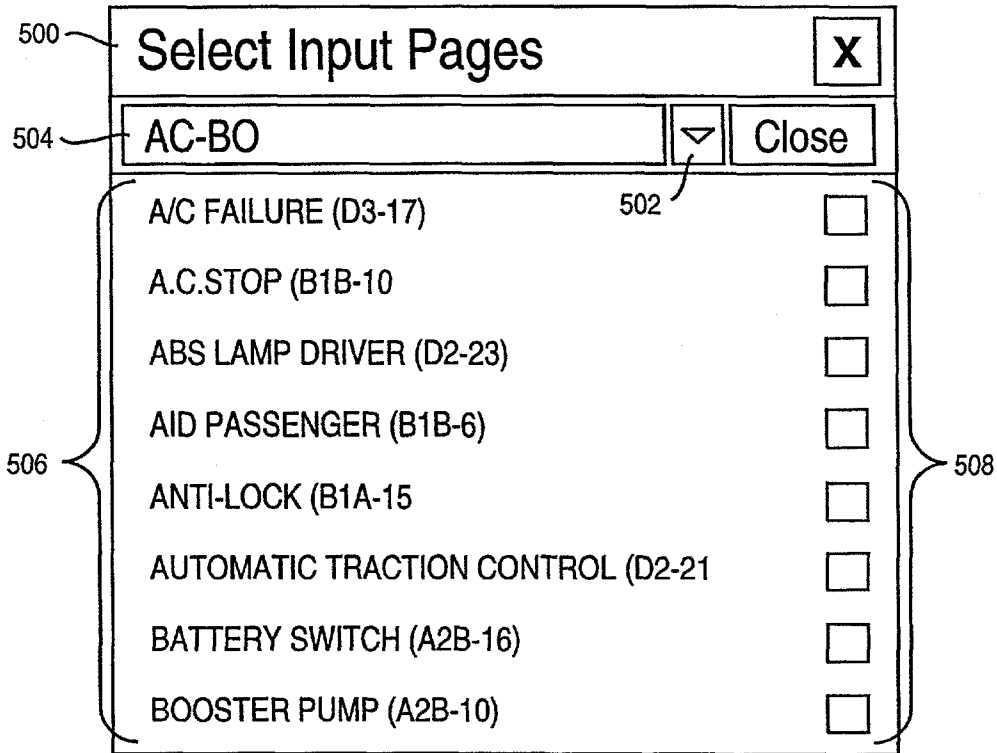 500 Select Input Pages X
504 AC-BO Close
502
A/C FAILURE (D3-17)
A.C.STOP (B1B-10
ABS LAMP DRIVER (D2-23)
AID PASSENGER (B1B-6)
506 508
ANTI-LOCK (B1A-15
AUTOMATIC TRACTION CONTROL (D2-21
BATTERY SWITCH (A2B-16)
BOOSTER PUMP (A2B-10)